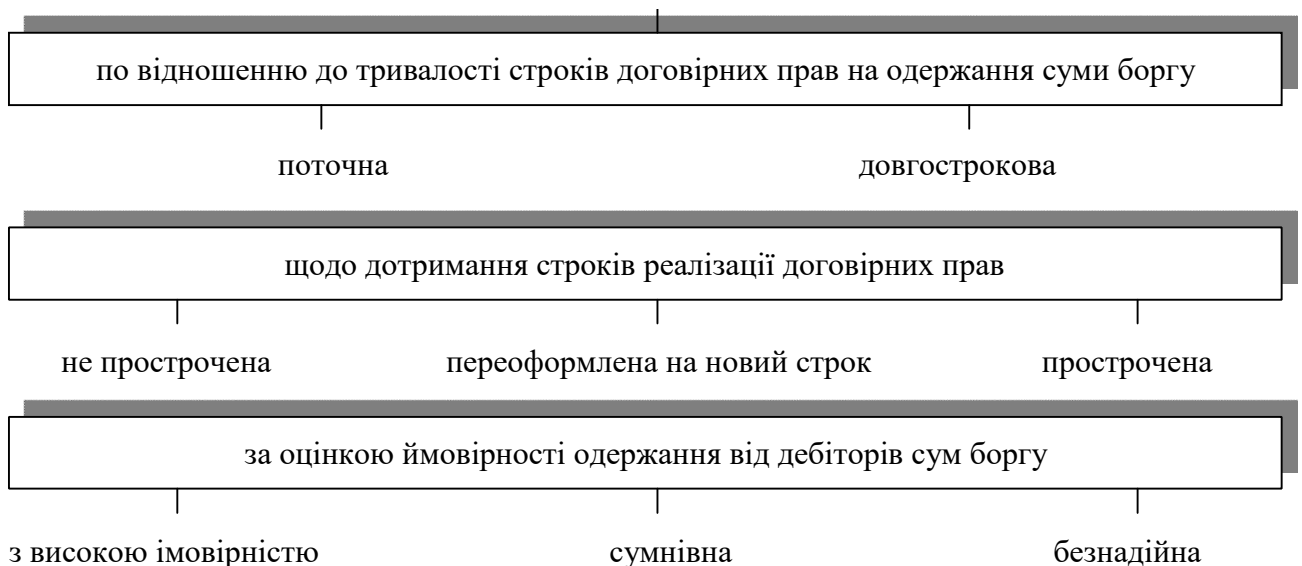 по відношенню до тривалості строків договірних прав на одержання суми боргу
поточна довгострокова
щодо дотримання строків реалізації договірних прав
не прострочена переоформлена на новий строк прострочена
за оцінкою ймовірності одержання від дебіторів сум боргу
з високою імовірністю сумнівна безнадійна